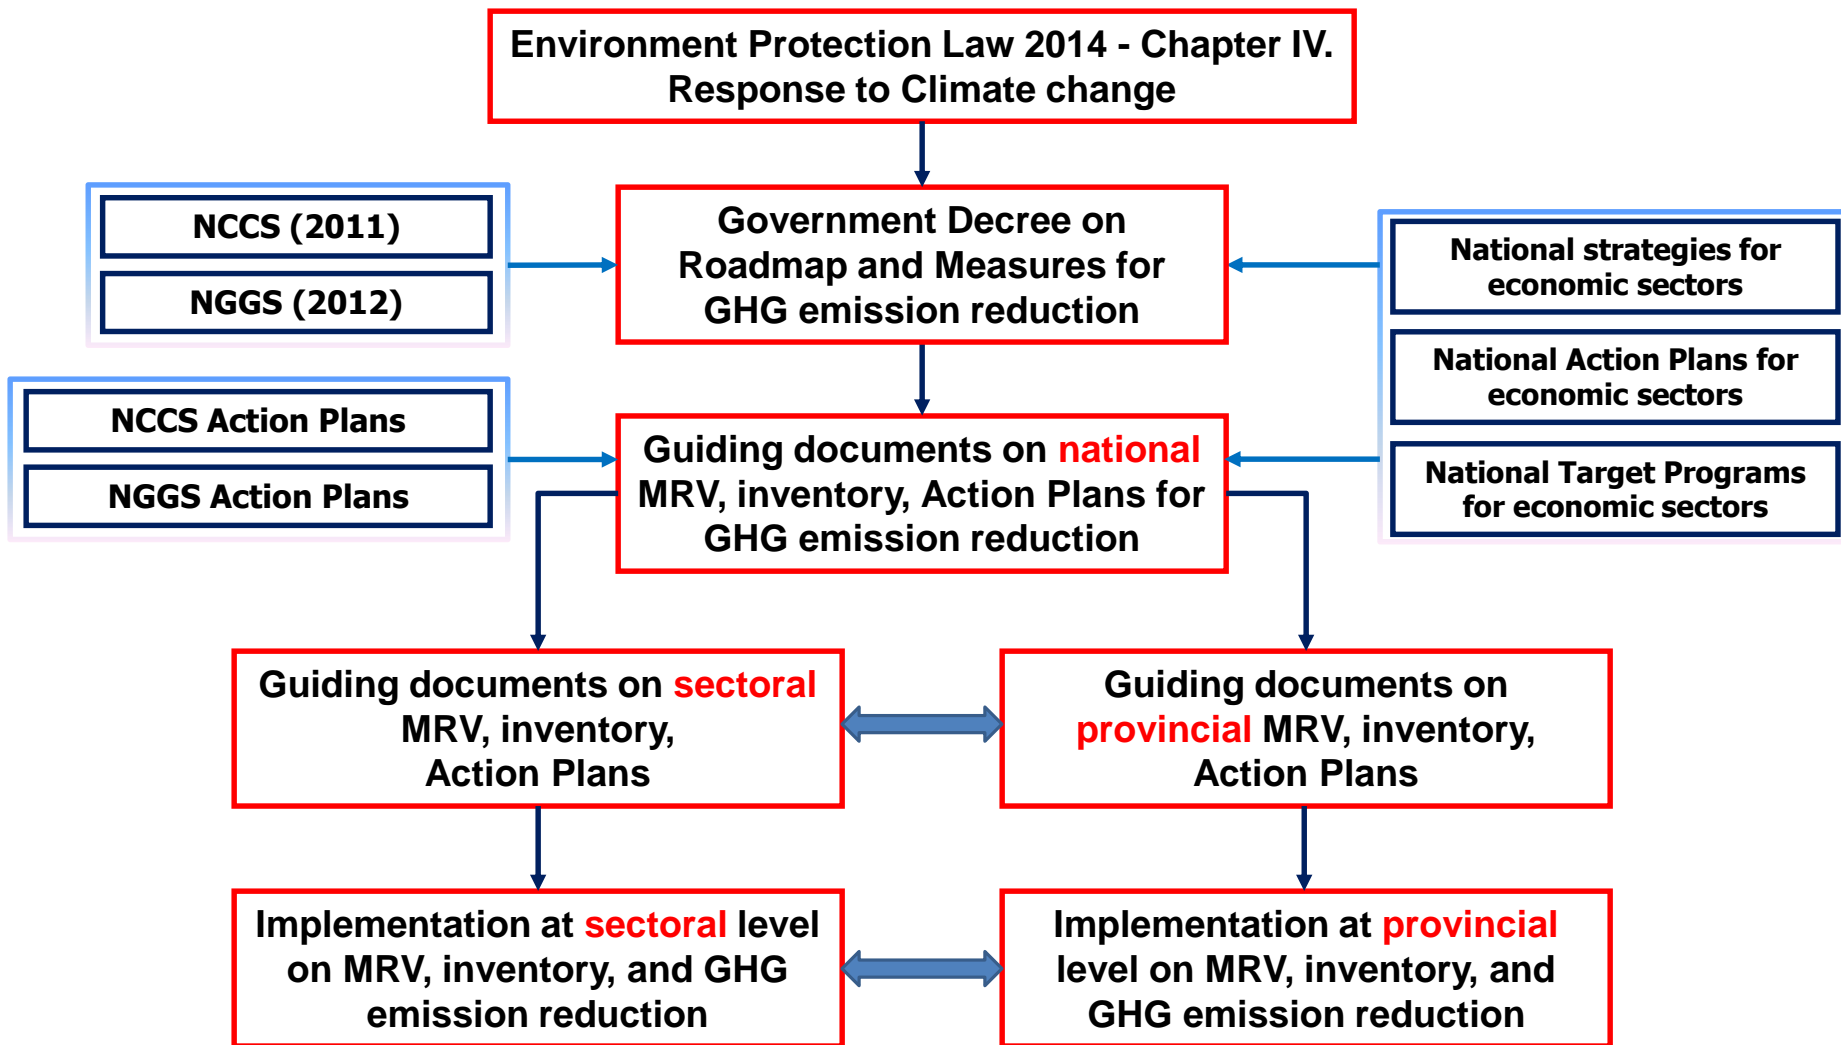 Environment Protection Law 2014 - Chapter IV.
Response to Climate change
NCCS (2011)
NGGS (2012)
Government Decree on
Roadmap and Measures for
GHG emission reduction
National strategies for
economic sectors
National Action Plans for
economic sectors
National Target Programs
for economic sectors
NCCS Action Plans
NGGS Action Plans
Guiding documents on national
MRV, inventory, Action Plans for
GHG emission reduction
Guiding documents on sectoral
MRV, inventory,
Action Plans
Guiding documents on
provincial MRV, inventory,
Action Plans
Implementation at sectoral level
on MRV, inventory, and GHG
emission reduction
Implementation at provincial
level on MRV, inventory, and
GHG emission reduction